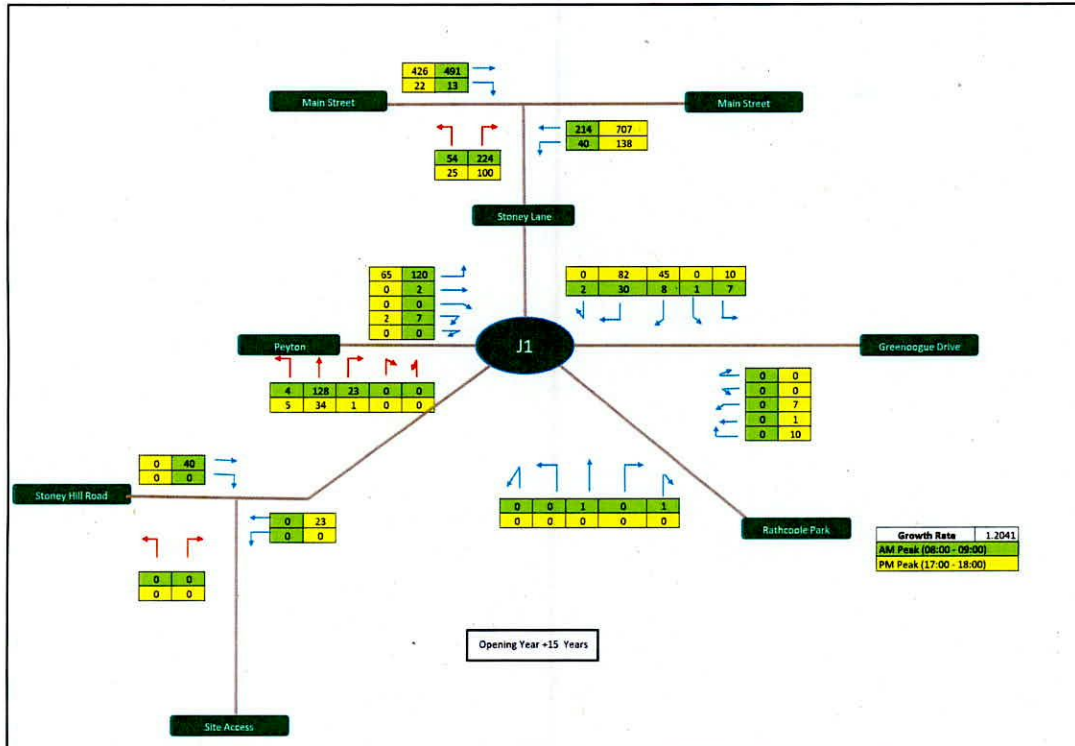 426 491
22 13
Main Street
Main Street
214 707
40 138
54 224
25 100
Stoney Lane
65 120
0 2
0 0
2 7
0 0
0 82 45 0 10
2 30 8 1 7
Peyton
J1
Greenogue Drive
4 128 23 0 0
5 34 1 0 0
0 0
0 0
0 7
0 1
0 10
0 40
0 0
Stoney Hill Road
0 23
0 0
0 0 1 0 1
0 0 0 0 0
Rathcoole Park
Growth Rate 1.2041
AM Peak (08:00 - 09:00)
PM Peak (17:00 - 18:00)
0 0
0 0
Opening Year +15 Years
Site Access